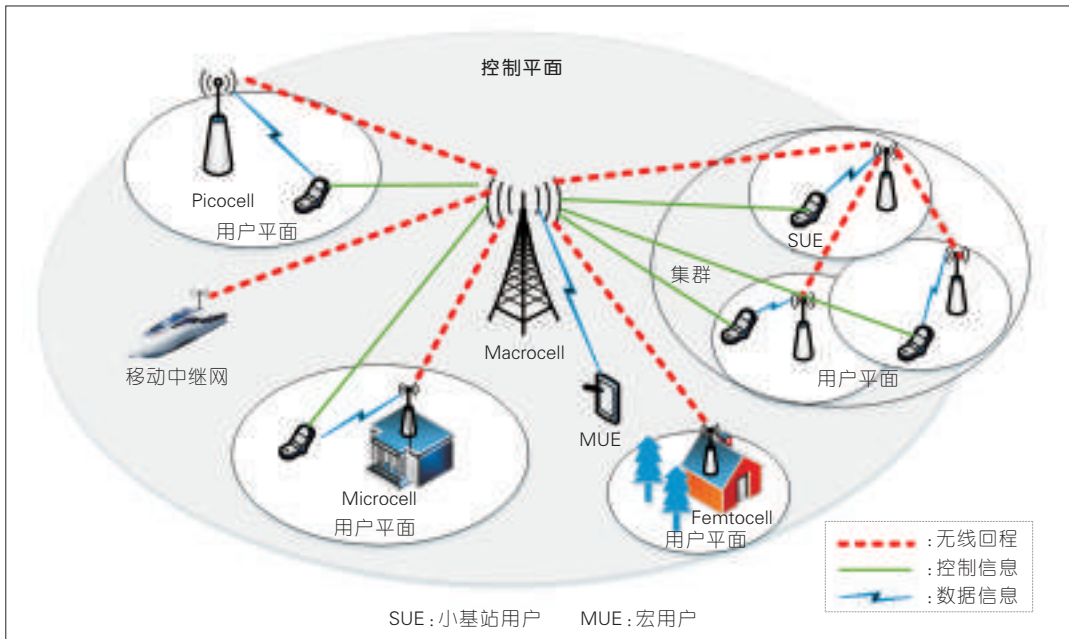 控制平面
Picocell
用户平面
SUE
集群
Macrocell
移动中继网
用户平面
MUE
Microcell
用户平面
Femtocell
用户平面
:无线回程
:控制信息
:数据信息
SUE:小基站用户 MUE:宏用户